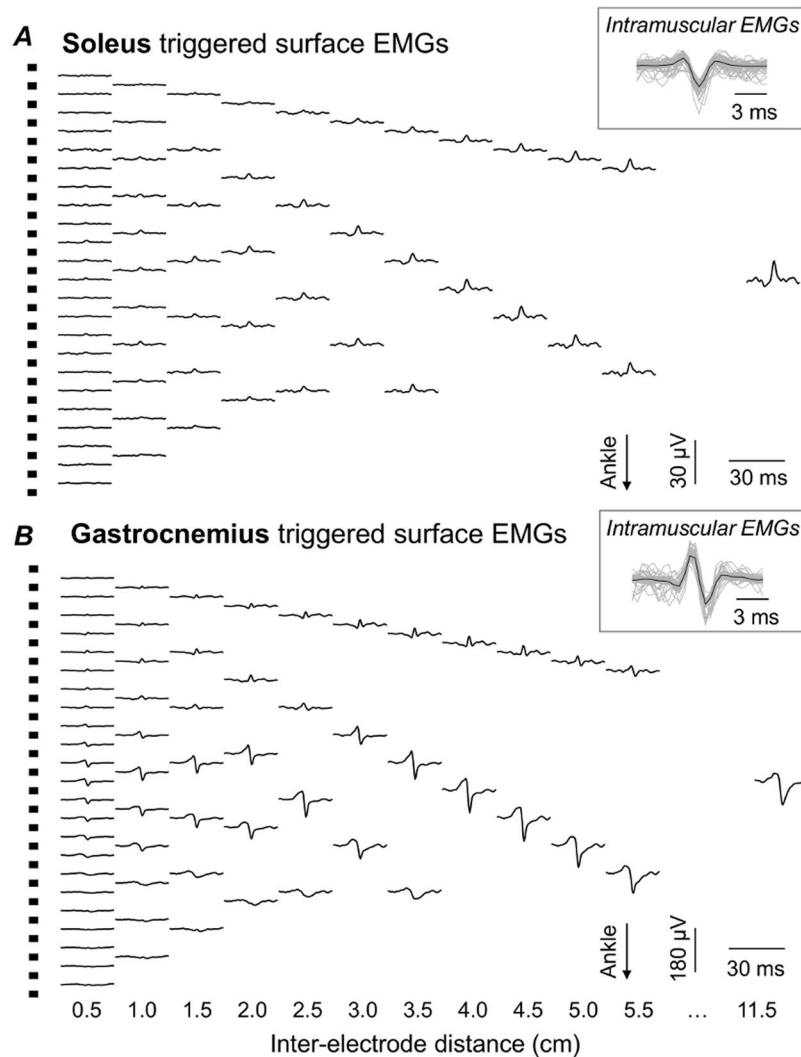 A Soleus triggered surface EMGs
Intramuscular EMGs
3 ms
Ankle
30 µV
30 ms
B Gastrocnemius triggered surface EMGs
Intramuscular EMGs
3 ms
Ankle
180 µV
30 ms
0.5 1.0 1.5 2.0 2.5 3.0 3.5 4.0 4.5 5.0 5.5 ... 11.5
Inter-electrode distance (cm)